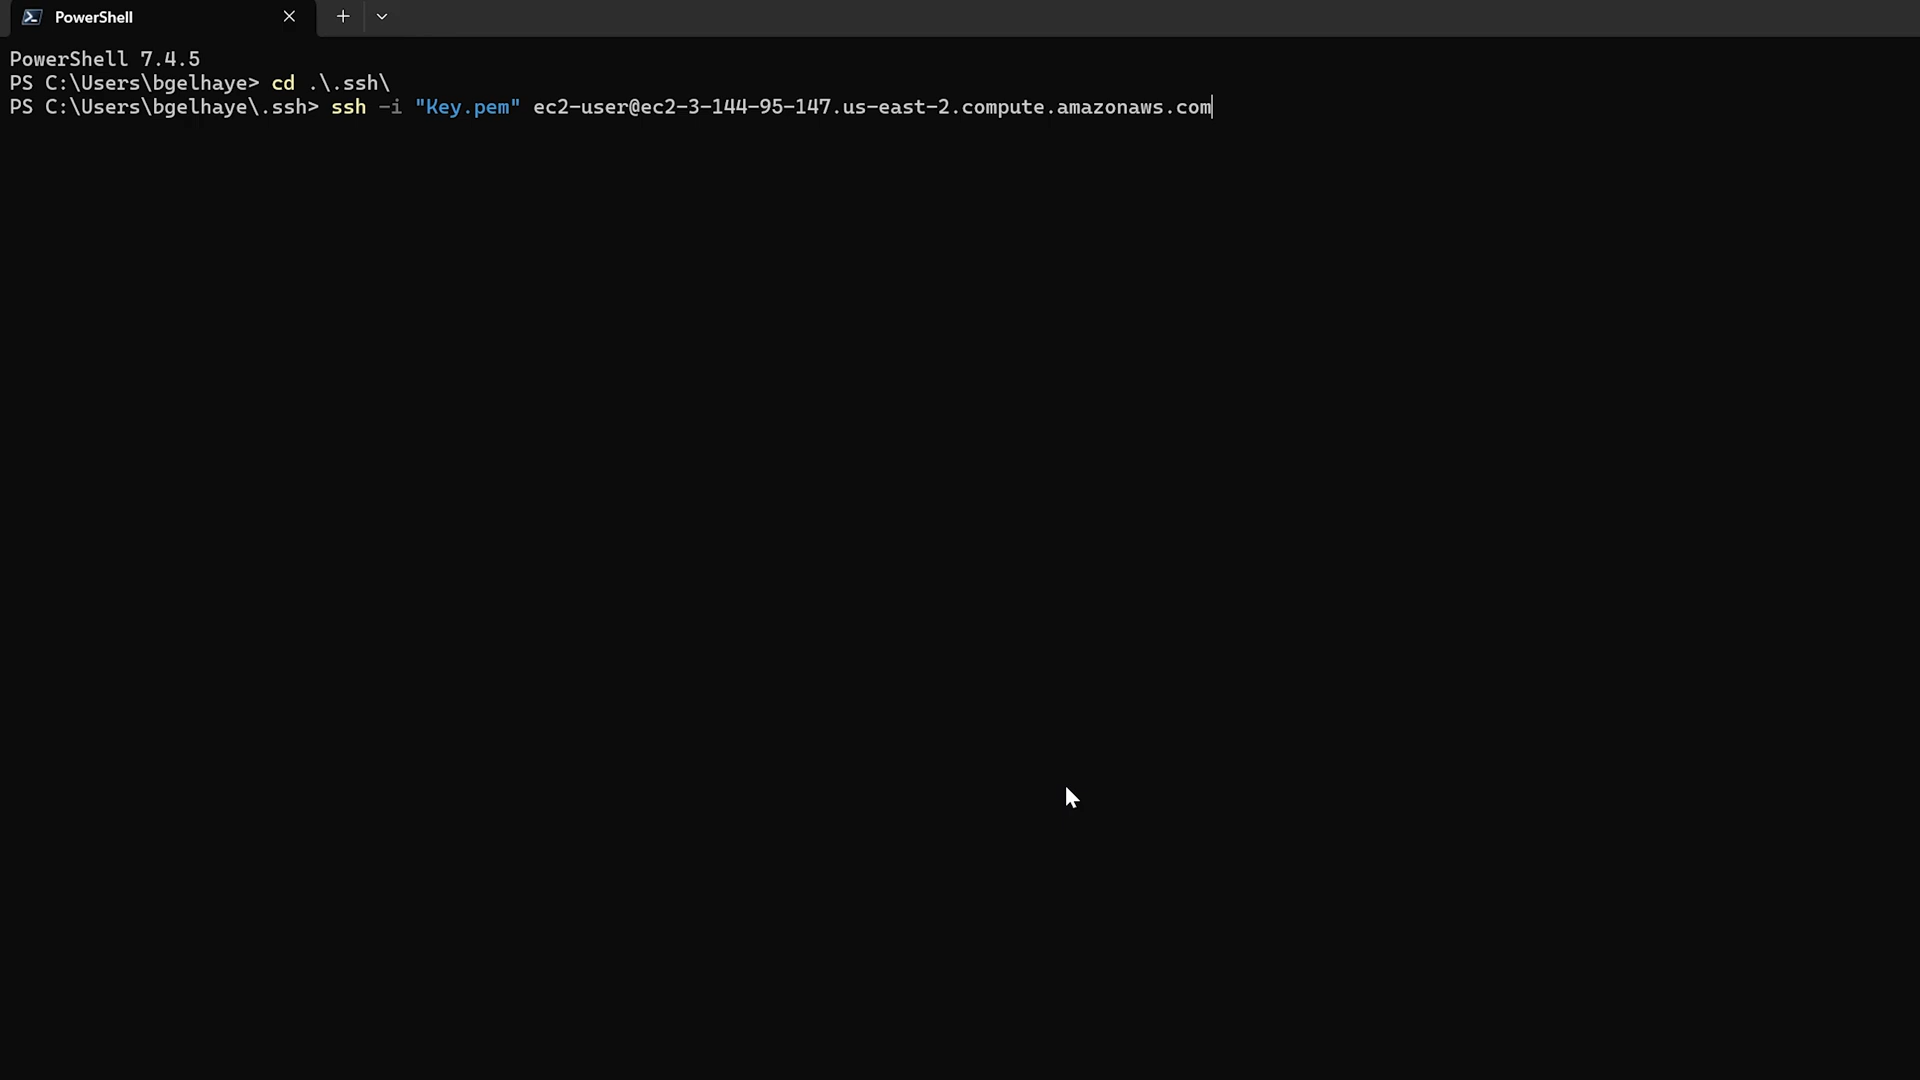 PowerShell
PowerShell 7.4.5
PS C:\Users\bgelhaye> cd .\.ssh\
PS C:\Users\bgelhaye\.ssh> ssh -i "Key.pem" ec2-user@ec2-3-144-95-147.us-east-2.compute.amazonaws.com